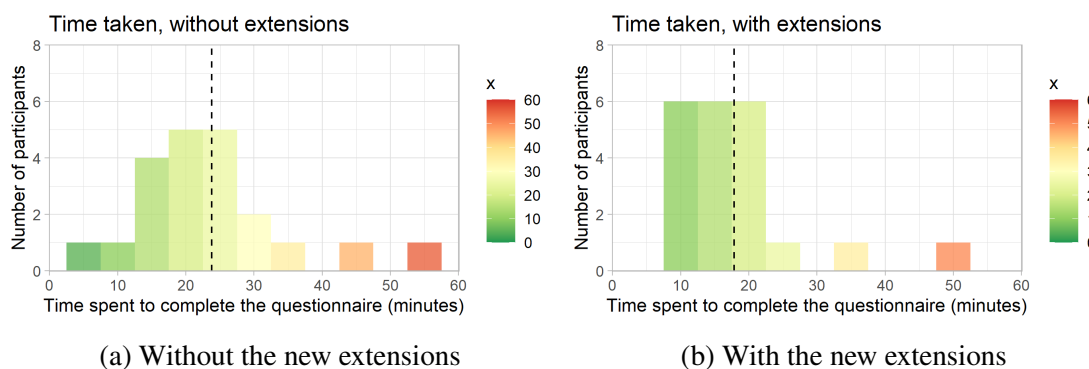 Time taken, without extensions
Number of participants
8
6
4
2
0
0 10 20 30 40 50 60
Time spent to complete the questionnaire (minutes)
x
60
50
40
30
20
10
0
(a) Without the new extensions
Time taken, with extensions
Number of participants
8
6
4
2
0
0 10 20 30 40 50 60
Time spent to complete the questionnaire (minutes)
x
(b) With the new extensions